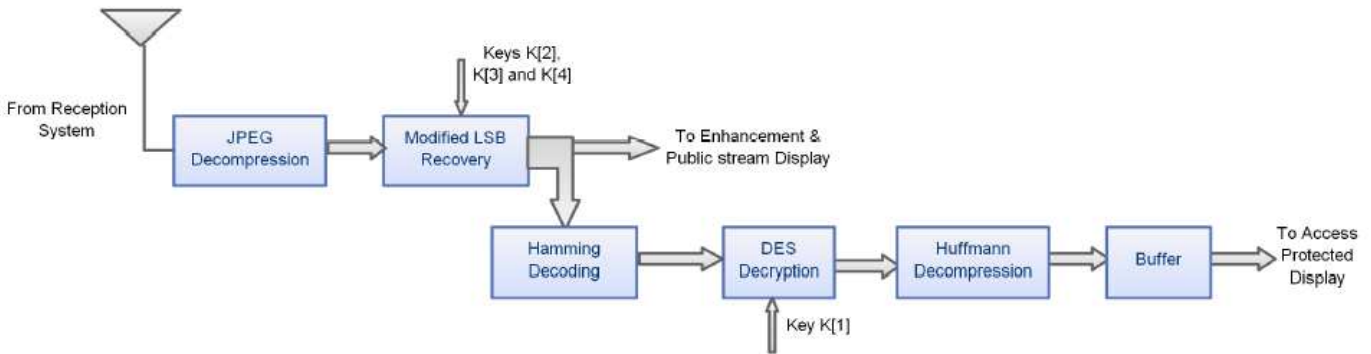 Keys K[2],
K[3] and K[4]
From Reception
System
JPEG
Decompression
Modified LSB
Recovery
To Enhancement &
Public stream Display
Hamming
Decoding
DES
Decryption
Huffmann
Decompression
Buffer
To Access
Protected
Display
Key K[1]